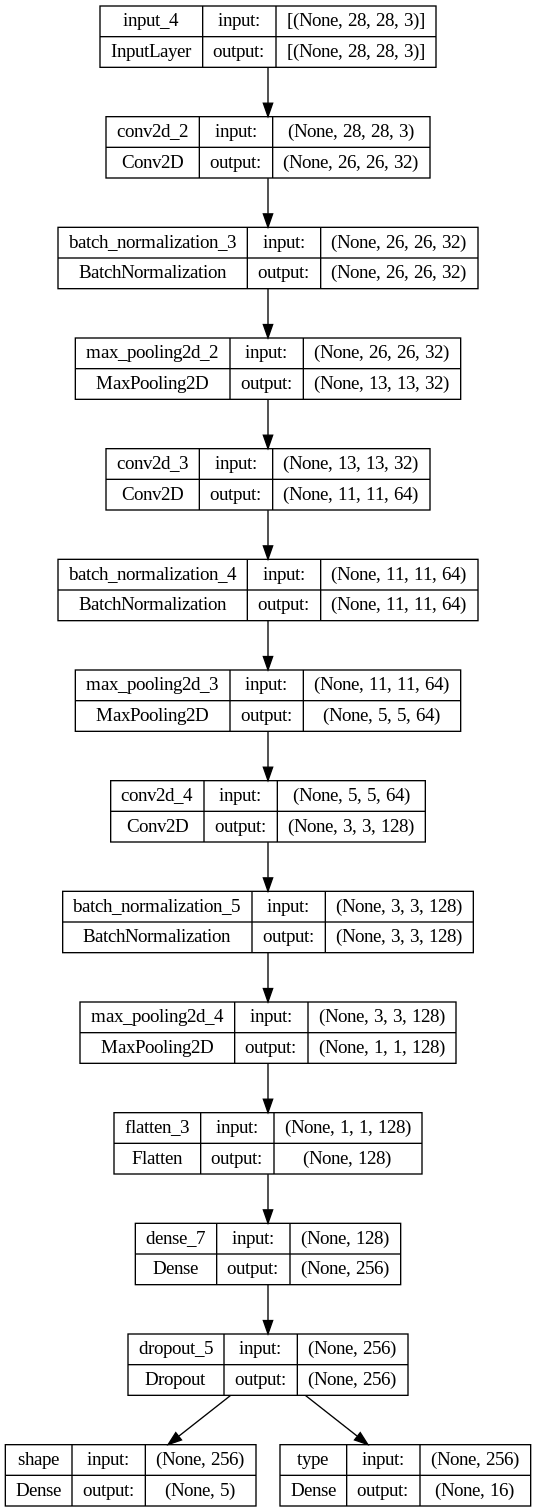 input_4 input: [(None, 28, 28, 3)]
InputLayer output: [(None, 28, 28, 3)]
conv2d_2 input: (None, 28, 28, 3)
Conv2D output: (None, 26, 26, 32)
batch_normalization_3 input: (None, 26, 26, 32)
BatchNormalization output: (None, 26, 26, 32)
max_pooling2d_2 input: (None, 26, 26, 32)
MaxPooling2D output: (None, 13, 13, 32)
conv2d_3 input: (None, 13, 13, 32)
Conv2D output: (None, 11, 11, 64)
batch_normalization_4 input: (None, 11, 11, 64)
BatchNormalization output: (None, 11, 11, 64)
max_pooling2d_3 input: (None, 11, 11, 64)
MaxPooling2D output: (None, 5, 5, 64)
conv2d_4 input: (None, 5, 5, 64)
Conv2D output: (None, 3, 3, 128)
batch_normalization_5 input: (None, 3, 3, 128)
BatchNormalization output: (None, 3, 3, 128)
max_pooling2d_4 input: (None, 3, 3, 128)
MaxPooling2D output: (None, 1, 1, 128)
flatten_3 input: (None, 1, 1, 128)
Flatten output: (None, 128)
dense_7 input: (None, 128)
Dense output: (None, 256)
dropout_5 input: (None, 256)
Dropout output: (None, 256)
shape input: (None, 256)
Dense output: (None, 5)
type input: (None, 256)
Dense output: (None, 16)